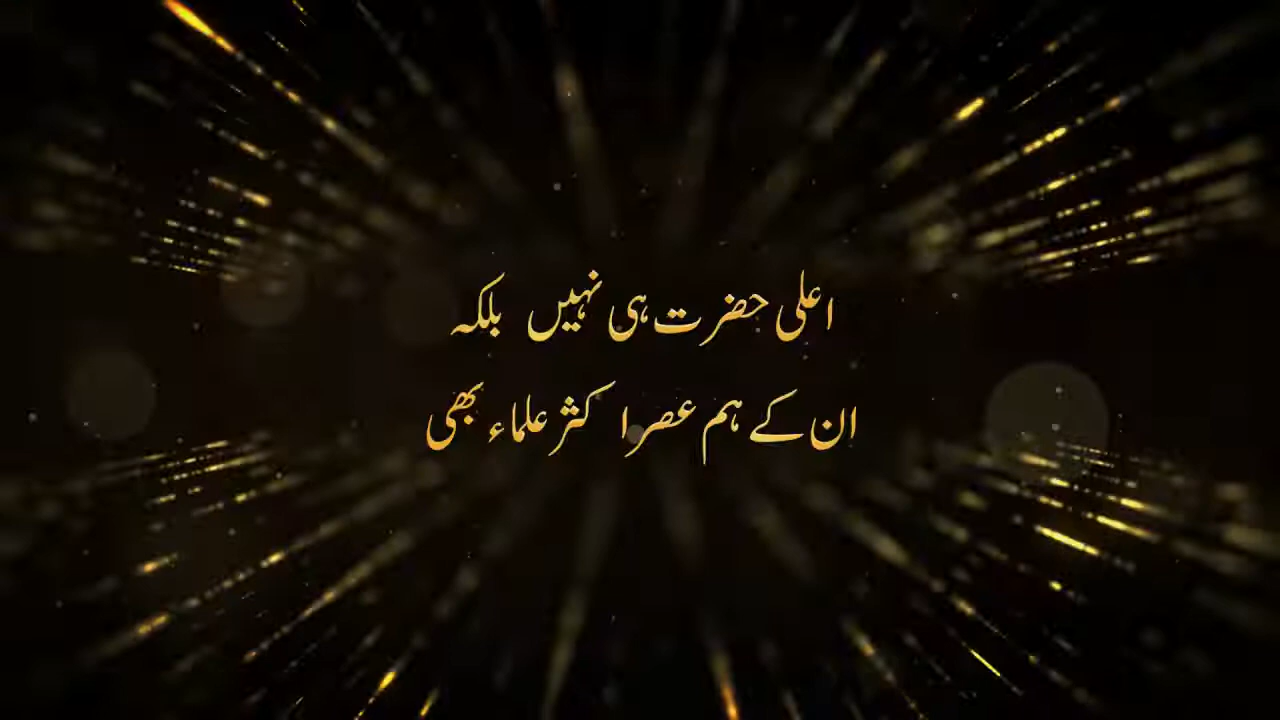 اعلی حضرت ہی نہیں بلکہ
ان کے ہم عصر اکثر علماء بھی